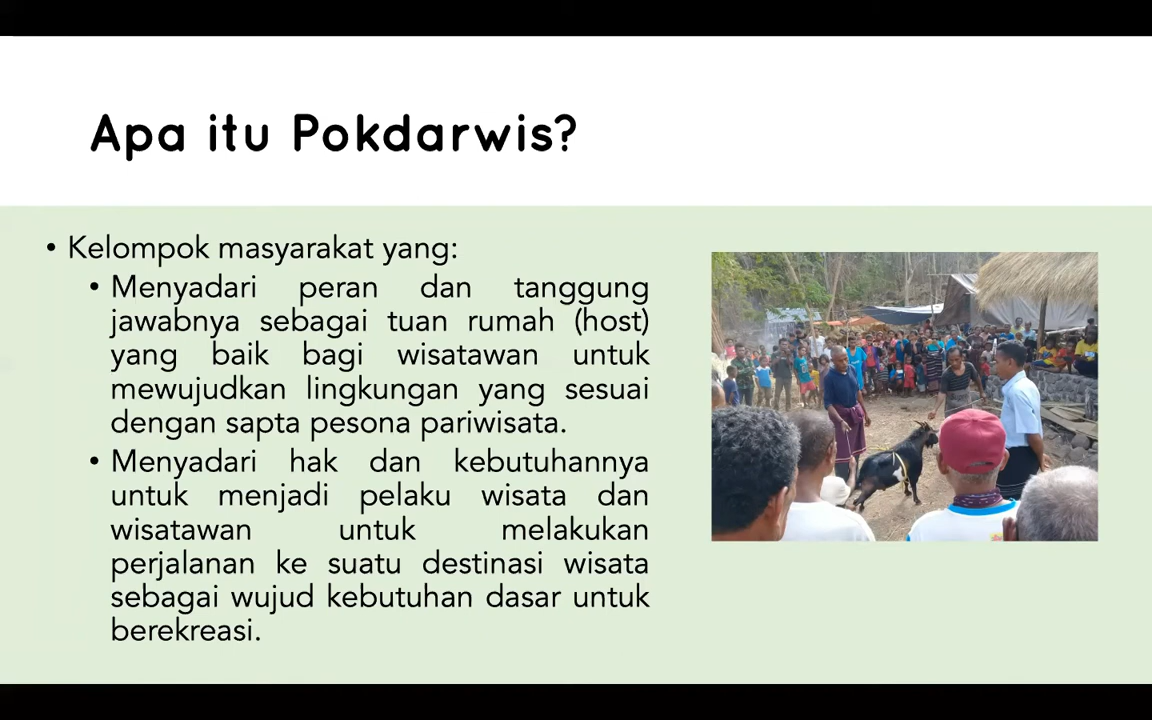 Apa itu Pokdarwis?
• Kelompok masyarakat yang:
• Menyadari peran dan tanggung
jawabnya sebagai tuan rumah (host)
yang baik bagi wisatawan untuk
mewujudkan lingkungan yang sesuai
dengan sapta pesona pariwisata.
• Menyadari hak dan kebutuhannya
untuk menjadi pelaku wisata dan
wisatawan untuk melakukan
perjalanan ke suatu destinasi wisata
sebagai wujud kebutuhan dasar untuk
berekreasi.